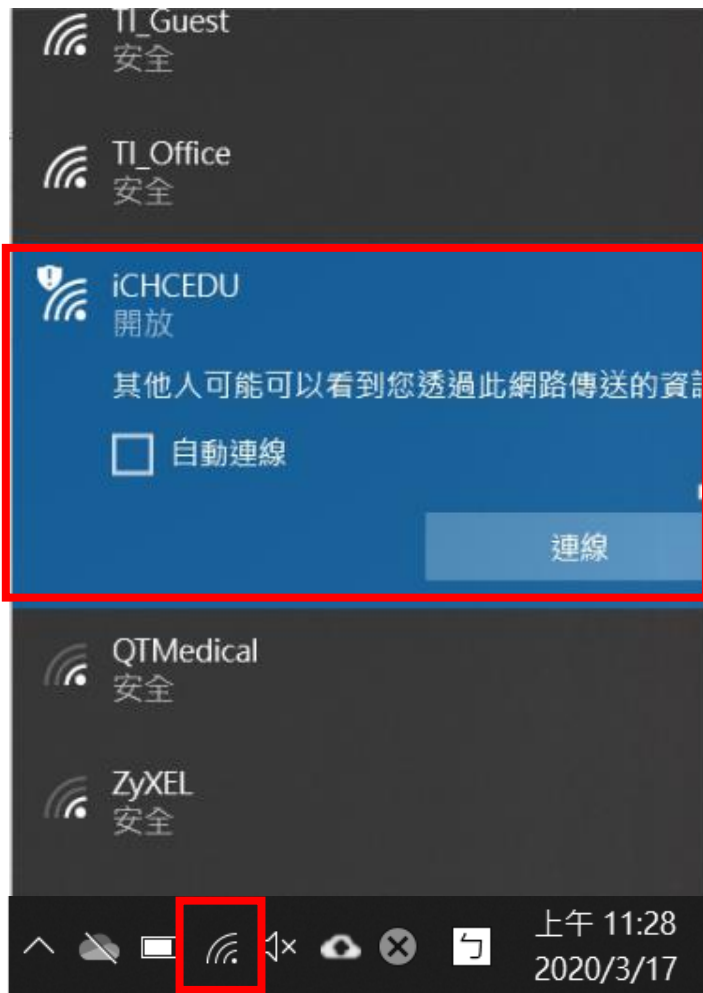 TI_Guest
安全
TI_Office
安全
iCHCEDU
開放
其他人可能可以看到您透過此網路傳送的資
自動連線
連線
QTMedical
安全
ZyXEL
安全
ㄅ
上午 11:28
2020/3/17